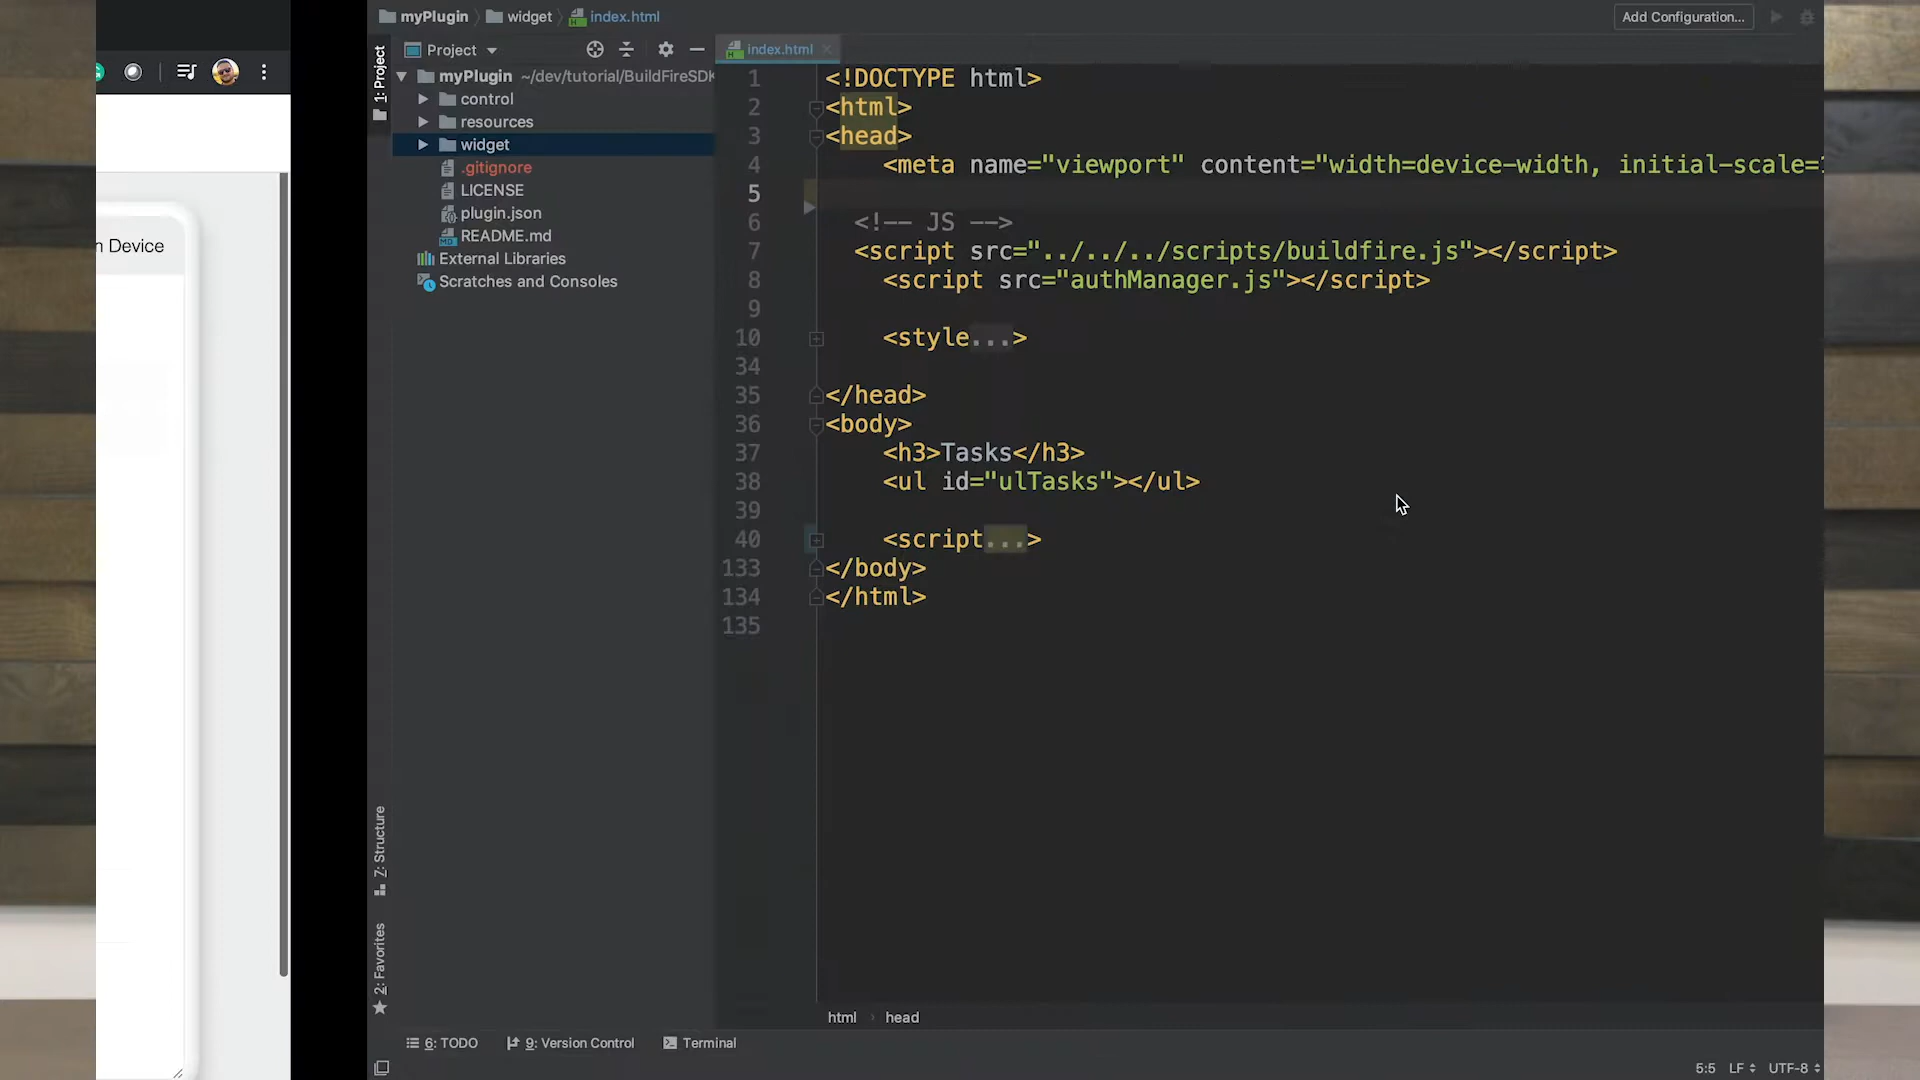 myPlugin widget index.html
Add Configuration...
1: Project
Project
index.html
myPlugin ~/dev/tutorial/BuildFireSDK
control
resources
widget
.gitignore
LICENSE
plugin.json
README.md
External Libraries
Scratches and Consoles
n Device
1 <!DOCTYPE html>
2 <html>
3 <head>
4 <meta name="viewport" content="width=device-width, initial-scale=
5
6 <!-- JS -->
7 <script src="../../../scripts/buildfire.js"></script>
8 <script src="authManager.js"></script>
9
10 <style...>
34
35 </head>
36 <body>
37 <h3>Tasks</h3>
38 <ul id="ulTasks"></ul>
39
40 <script...>
133 </body>
134 </html>
135
7: Structure
2: Favorites
html head
6: TODO 9: Version Control Terminal
5:5 LF UTF-8